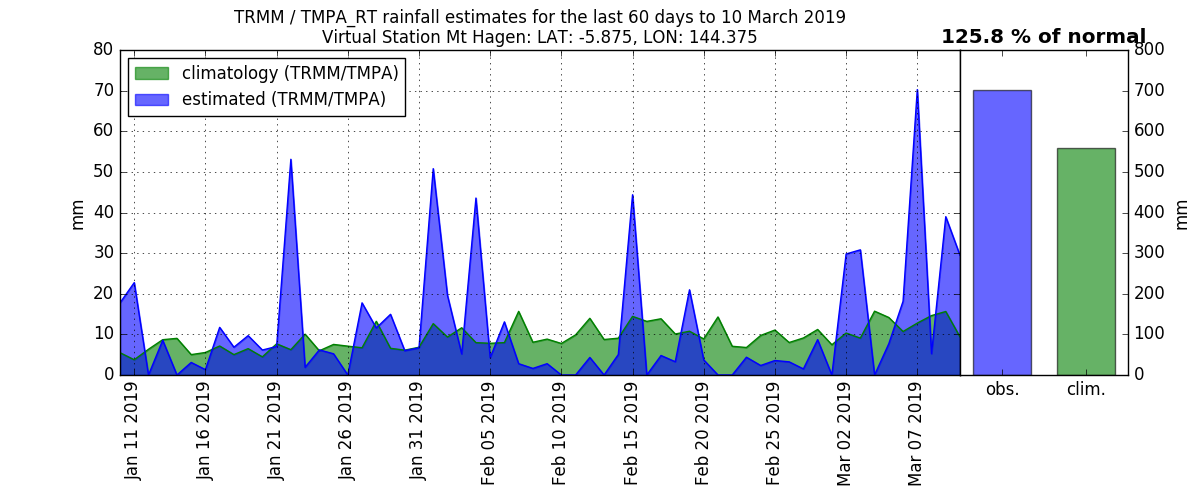 TRMM / TMPA_RT rainfall estimates for the last 60 days to 10 March 2019
Virtual Station Mt Hagen: LAT: -5.875, LON: 144.375
125.8 % of normal
climatology (TRMM/TMPA)
estimated (TRMM/TMPA)
80
70
60
50
40
30
20
10
0
mm
800
700
600
500
400
300
200
100
0
mm
Jan 11 2019
Jan 16 2019
Jan 21 2019
Jan 26 2019
Jan 31 2019
Feb 05 2019
Feb 10 2019
Feb 15 2019
Feb 20 2019
Feb 25 2019
Mar 02 2019
Mar 07 2019
obs.
clim.